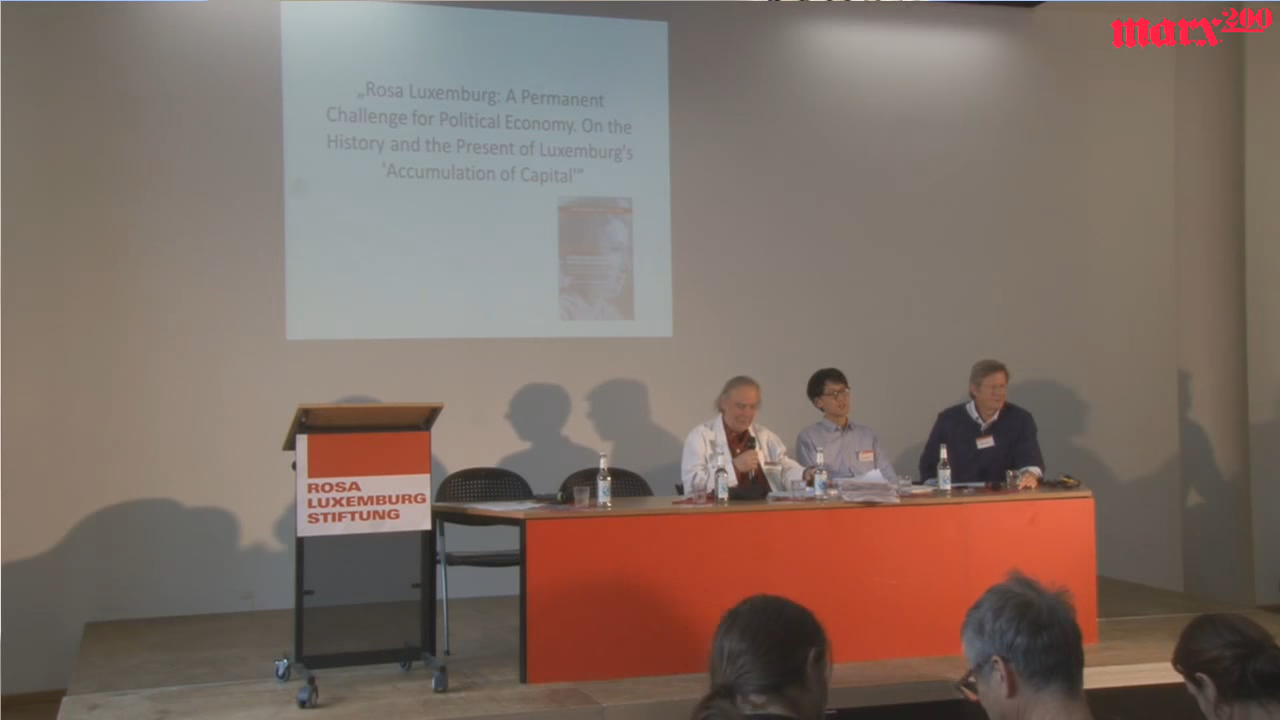 marx200
„Rosa Luxemburg: A Permanent
Challenge for Political Economy. On the
History and the Present of Luxemburg's
'Accumulation of Capital'"
ROSA
LUXEMBURG
STIFTUNG